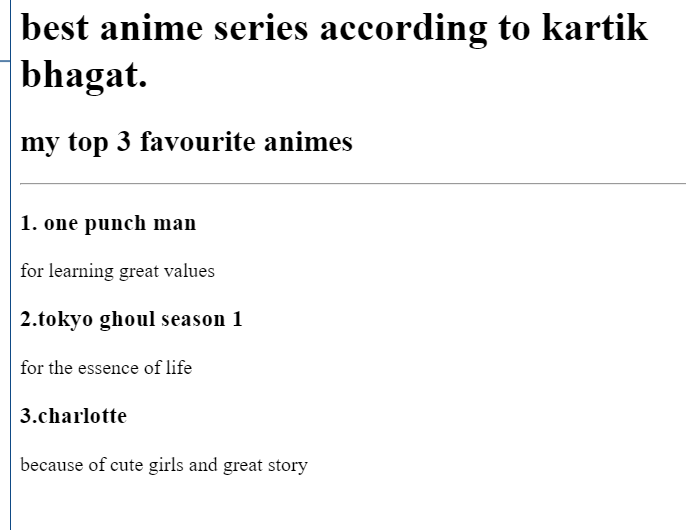 best anime series according to kartik
bhagat.
my top 3 favourite animes
1. one punch man
for learning great values
2.tokyo ghoul season 1
for the essence of life
3.charlotte
because of cute girls and great story